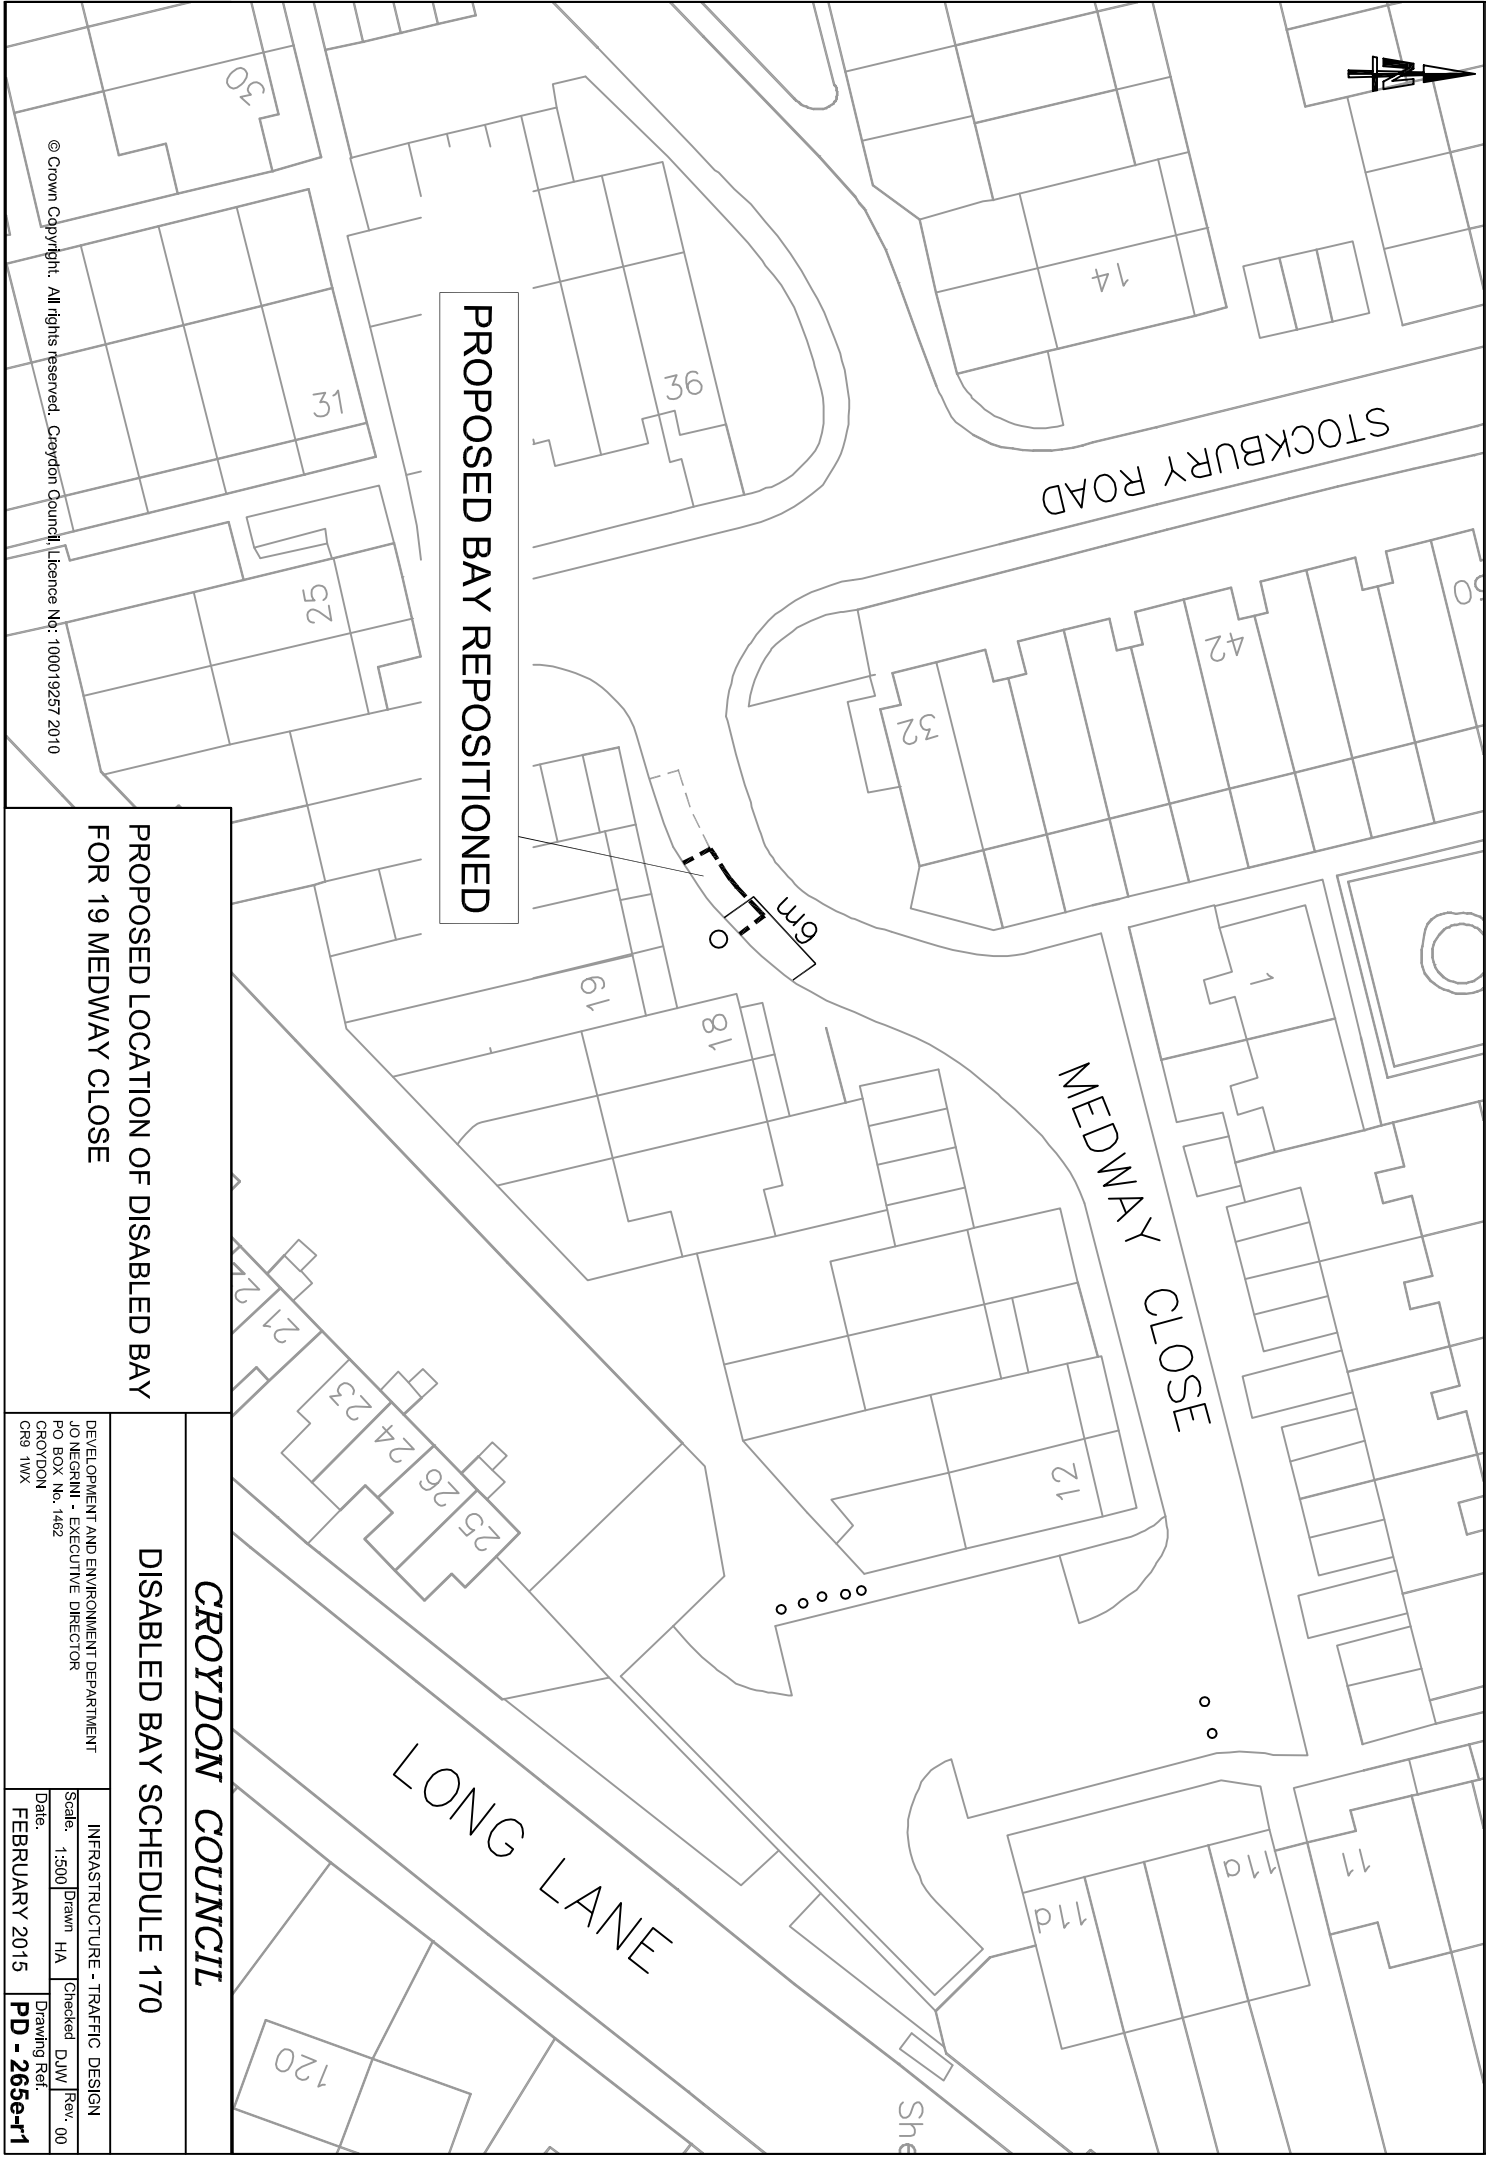 N
30
31
25
36
14
STOCKBURY ROAD
32
42
50
PROPOSED BAY REPOSITIONED
6m
19
18
1
MEDWAY CLOSE
12
11
11a
11d
22
21
23
24
26
25
LONG LANE
120
She
© Crown Copyright. All rights reserved. Croydon Council, Licence No: 100019257 2010
PROPOSED LOCATION OF DISABLED BAY
FOR 19 MEDWAY CLOSE
CROYDON COUNCIL
DISABLED BAY SCHEDULE 170
DEVELOPMENT AND ENVIRONMENT DEPARTMENT
JO NEGRINI - EXECUTIVE DIRECTOR
PO BOX No. 1462
CROYDON
CR9 1WX
INFRASTRUCTURE - TRAFFIC DESIGN
Scale. 1:500 Drawn HA Checked DJW Rev. 00
Date. Drawing Ref.
FEBRUARY 2015 PD - 265e-r1